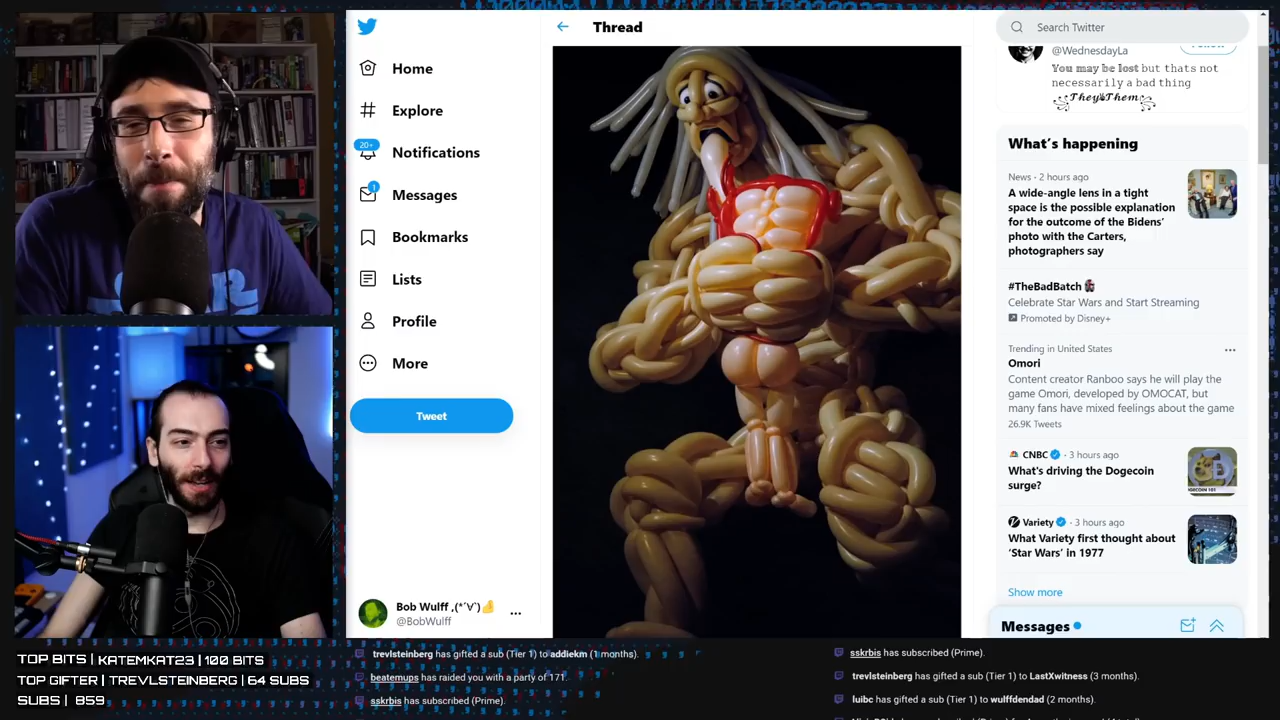 Home
Explore
20+
Notifications
1
Messages
Bookmarks
Lists
Profile
More
Tweet
Bob Wulff ,(*´∀`)👍 ...
@BobWulff
Thread
Search Twitter
@WednesdayLa
You may be lost but thats not
necessarily a bad thing
They&Them
What's happening
News · 2 hours ago
A wide-angle lens in a tight
space is the possible explanation
for the outcome of the Bidens'
photo with the Carters,
photographers say
#TheBadBatch
Celebrate Star Wars and Start Streaming
Promoted by Disney+
Trending in United States ...
Omori
Content creator Ranboo says he will play the
game Omori, developed by OMOCAT, but
many fans have mixed feelings about the game
26.9K Tweets
CNBC · 3 hours ago
What's driving the Dogecoin
surge?
Variety · 3 hours ago
What Variety first thought about
'Star Wars' in 1977
Show more
Messages
TOP BITS | KATEMKAT23 | 100 BITS
TOP GIFTER | TREVLSTEINBERG | 64 SUBS
SUBS | 859
trevlsteinberg has gifted a sub (Tier 1) to addiekm (1 months).
beatemups has raided you with a party of 171.
sskrbis has subscribed (Prime).
sskrbis has subscribed (Prime).
trevlsteinberg has gifted a sub (Tier 1) to LastXwitness (3 months).
luibc has gifted a sub (Tier 1) to wulffdendad (2 months).